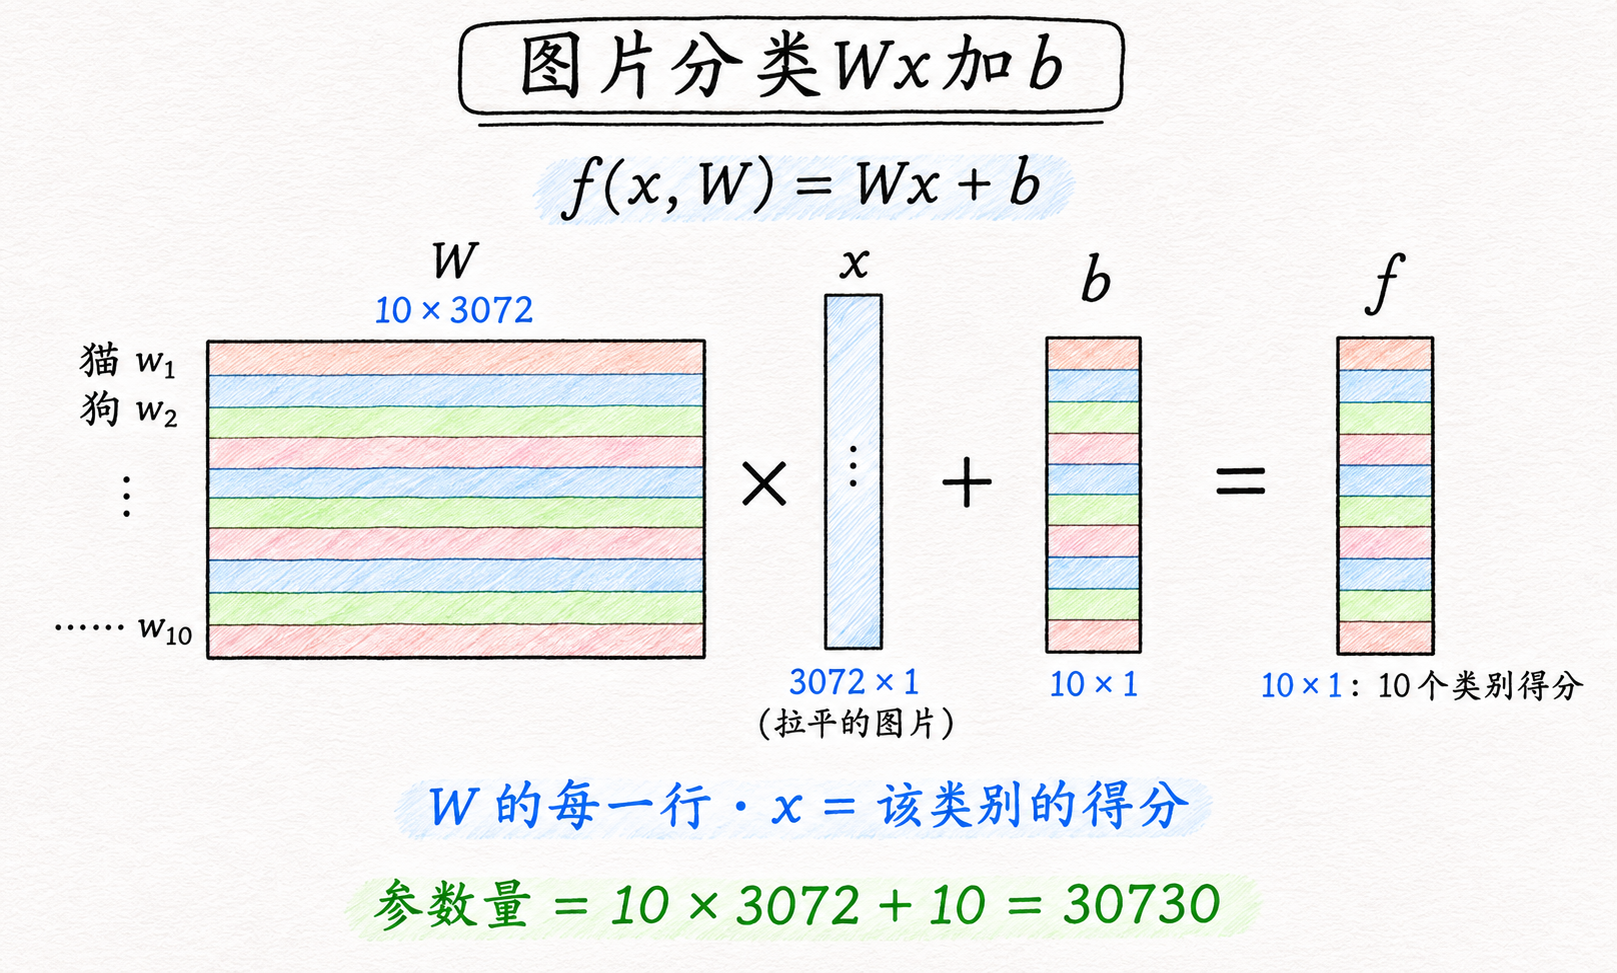 图片分类Wx加b
f(x, W) = Wx + b
W
10 × 3072
x
b
f
猫 w₁
狗 w₂
⋮
…… w₁₀
×
⋮
+
=
3072 × 1
(拉平的图片)
10 × 1
10 × 1：10个类别得分
W 的每一行 · x = 该类别的得分
参数量 = 10 × 3072 + 10 = 30730